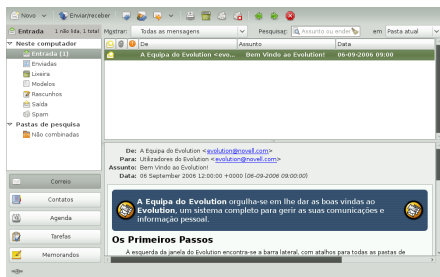 Novo
Enviar/receber
Entrada 1 não lida, 1 total
Mostrar: Todas as mensagens
Pesquisar: Assunto ou ender
em Pasta atual
Neste computador
Entrada (1)
Enviadas
Lixeira
Modelos
Rascunhos
Saída
Spam
Pastas de pesquisa
Não combinadas
De Assunto Data
A Equipa do Evolution <evo... Bem Vindo ao Evolution! 06-09-2006 09:00
De: A Equipa do Evolution <evolution@novell.com>
Para: Utilizadores do Evolution <evolution@novell.com>
Assunto: Bem Vindo ao Evolution!
Data: 06 September 2006 12:00:00 +0000 (06-09-2006 09:00:00)
A Equipa do Evolution orgulha-se em lhe dar as boas vindas ao
Evolution, um sistema completo para gerir as suas comunicações e
informação pessoal.
Os Primeiros Passos
À esquerda da janela do Evolution encontra-se a barra lateral, com atalhos para todas as pastas de
Correio
Contatos
Agenda
Tarefas
Memorandos